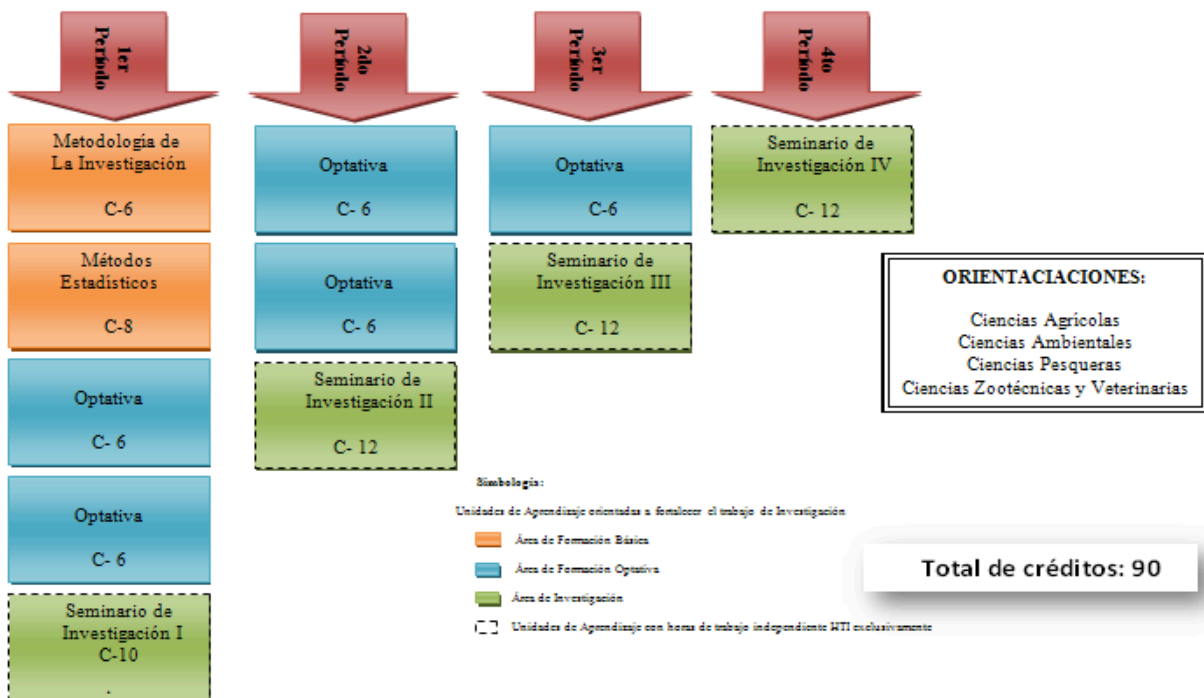 1er
Período
2do
Período
3er
Período
4to
Período
Metodología de
La Investigación
C-6
Métodos
Estadísticos
C-8
Optativa
C- 6
Optativa
C- 6
Seminario de
Investigación I
C-10
.
Optativa
C- 6
Optativa
C- 6
Seminario de
Investigación II
C- 12
Optativa
C-6
Seminario de
Investigación III
C- 12
Seminario de
Investigación IV
C- 12
ORIENTACIACIONES:
Ciencias Agrícolas
Ciencias Ambientales
Ciencias Pesqueras
Ciencias Zootécnicas y Veterinarias
Simbología:
Unidades de Aprendizaje orientadas a fortalecer el trabajo de Investigación
Área de Formación Básica
Área de Formación Optativa
Área de Investigación
Unidades de Aprendizaje con horas de trabajo independiente HTI exclusivamente
Total de créditos: 90